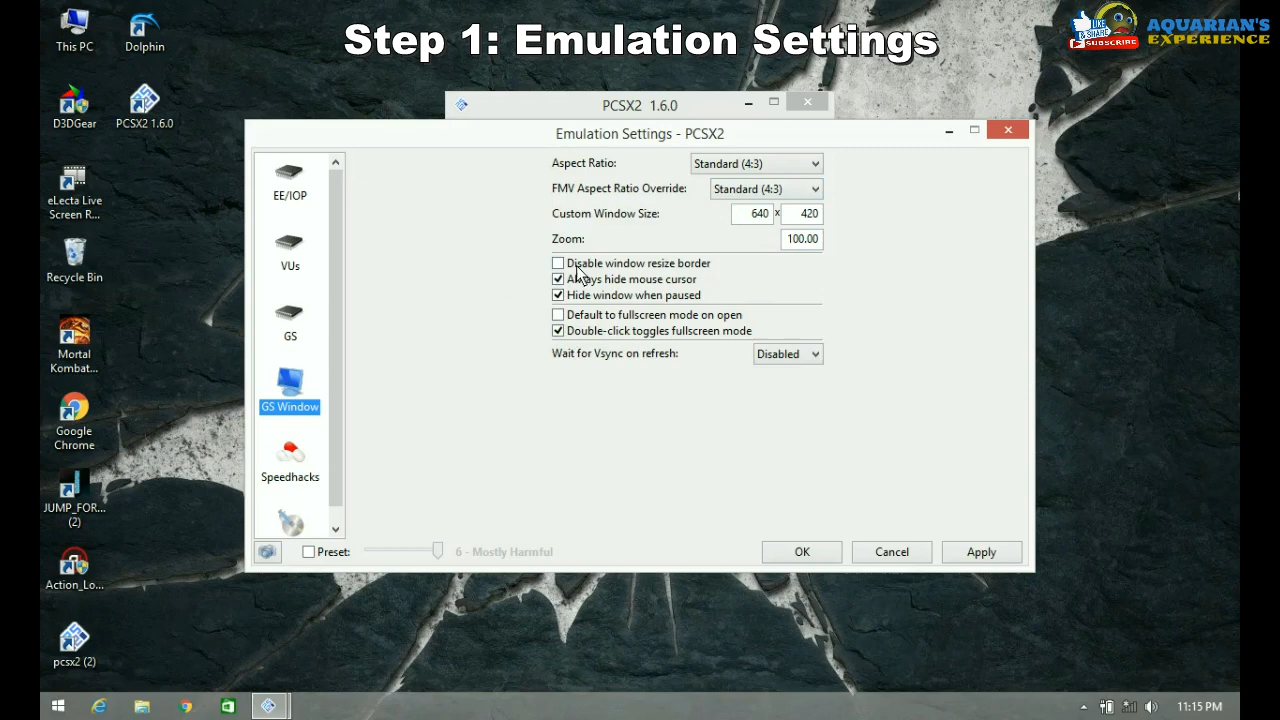 Step 1: Emulation Settings
LIKE
& SHARE
SUBSCRIBE
AQUARIAN'S
EXPERIENCE
This PC
Dolphin
D3DGear
PCSX2 1.6.0
eLecta Live
Screen R...
Recycle Bin
Mortal
Kombat...
Google
Chrome
JUMP_FOR...
(2)
Action_Lo...
pcsx2 (2)
PCSX2 1.6.0
Emulation Settings - PCSX2
EE/IOP
VUs
GS
GS Window
Speedhacks
Aspect Ratio: Standard (4:3)
FMV Aspect Ratio Override: Standard (4:3)
Custom Window Size: 640 x 420
Zoom: 100.00
Disable window resize border
Always hide mouse cursor
Hide window when paused
Default to fullscreen mode on open
Double-click toggles fullscreen mode
Wait for Vsync on refresh: Disabled
Preset: 6 - Mostly Harmful
OK Cancel Apply
11:15 PM